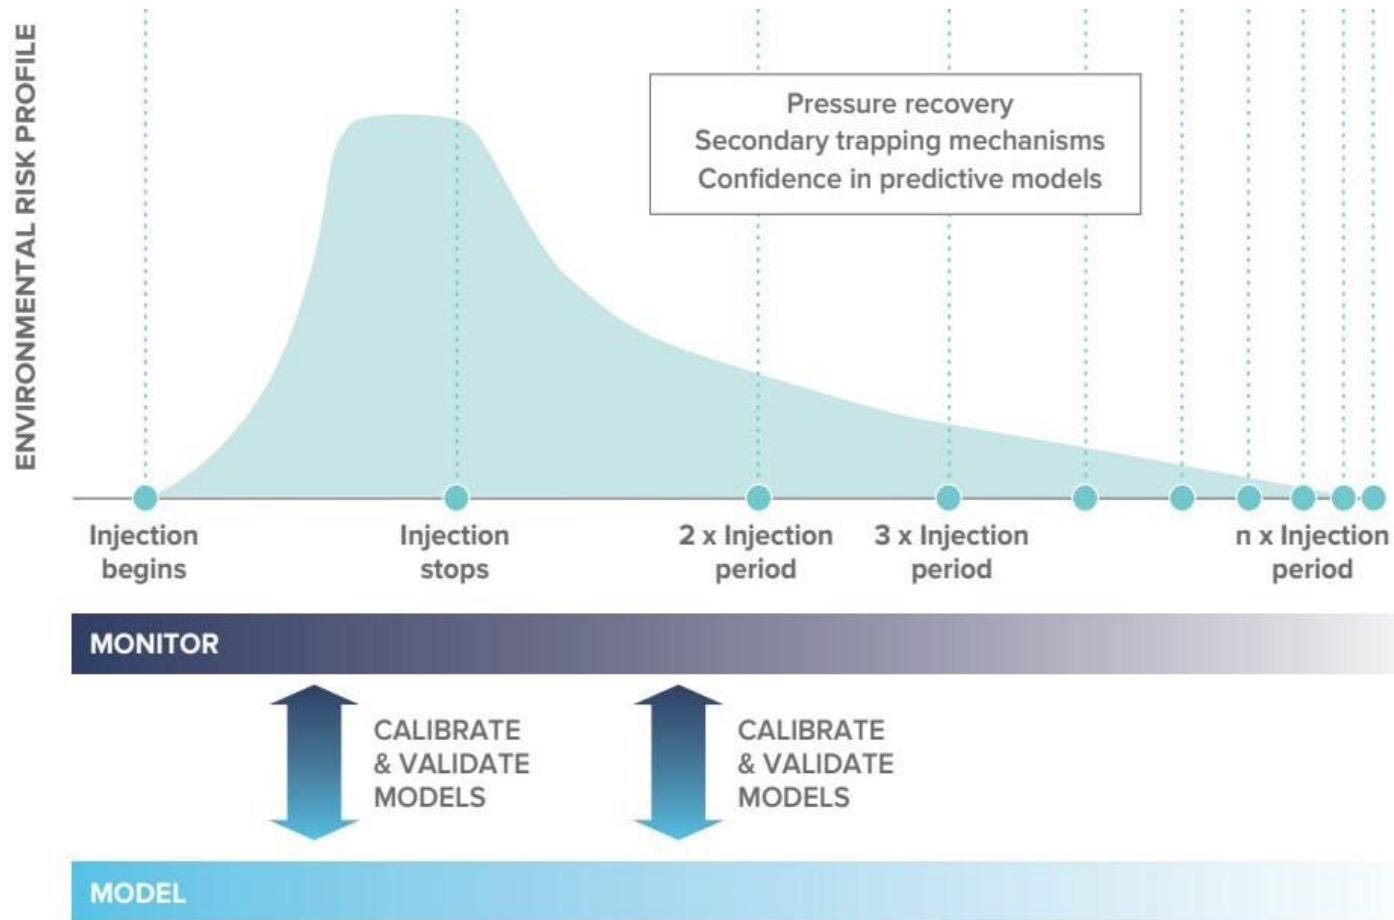 ENVIRONMENTAL RISK PROFILE
Pressure recovery
Secondary trapping mechanisms
Confidence in predictive models
Injection
begins
Injection
stops
2 x Injection
period
3 x Injection
period
n x Injection
period
MONITOR
CALIBRATE
& VALIDATE
MODELS
CALIBRATE
& VALIDATE
MODELS
MODEL